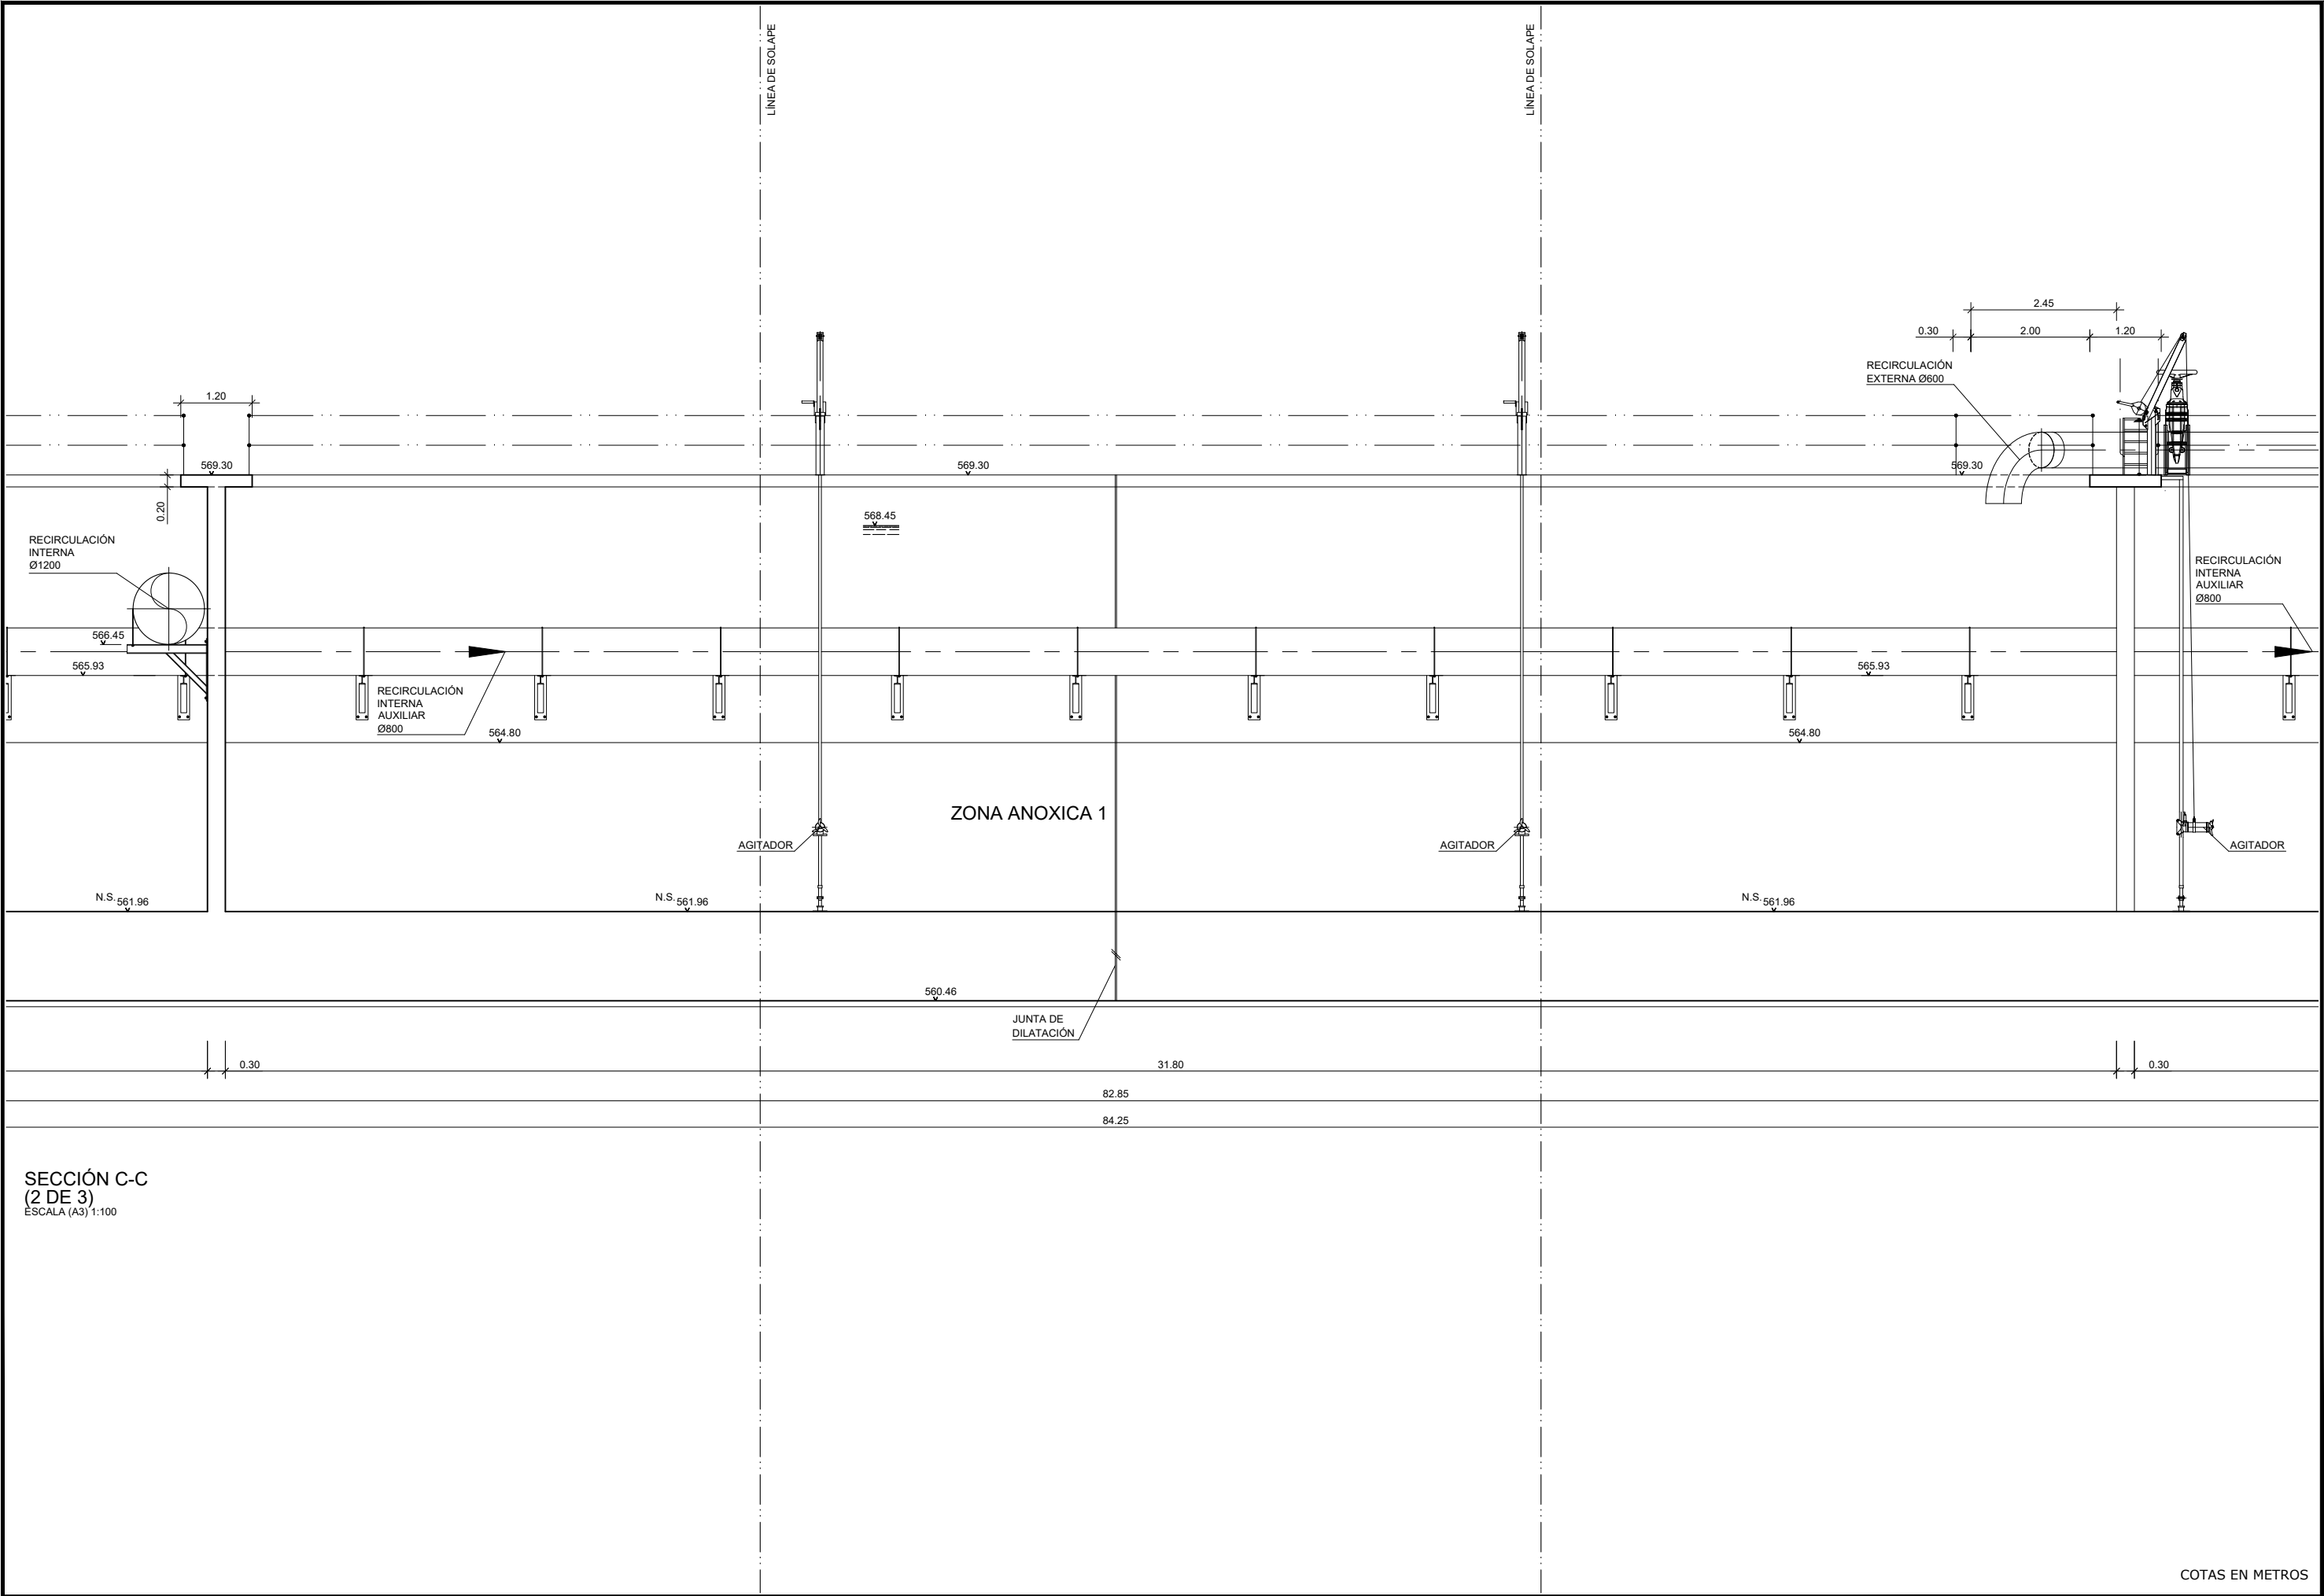 LÍNEA DE SOLAPE
LÍNEA DE SOLAPE
2.45
0.30
2.00
1.20
RECIRCULACIÓN
EXTERNA Ø600
1.20
569.30
569.30
569.30
0.20
568.45
RECIRCULACIÓN
INTERNA
Ø1200
RECIRCULACIÓN
INTERNA
AUXILIAR
Ø800
566.45
565.93
565.93
RECIRCULACIÓN
INTERNA
AUXILIAR
Ø800
564.80
564.80
ZONA ANOXICA 1
AGITADOR
AGITADOR
AGITADOR
N.S. 561.96
N.S. 561.96
N.S. 561.96
560.46
JUNTA DE
DILATACIÓN
0.30
31.80
0.30
82.85
84.25
SECCIÓN C-C
(2 DE 3)
ESCALA (A3) 1:100
COTAS EN METROS